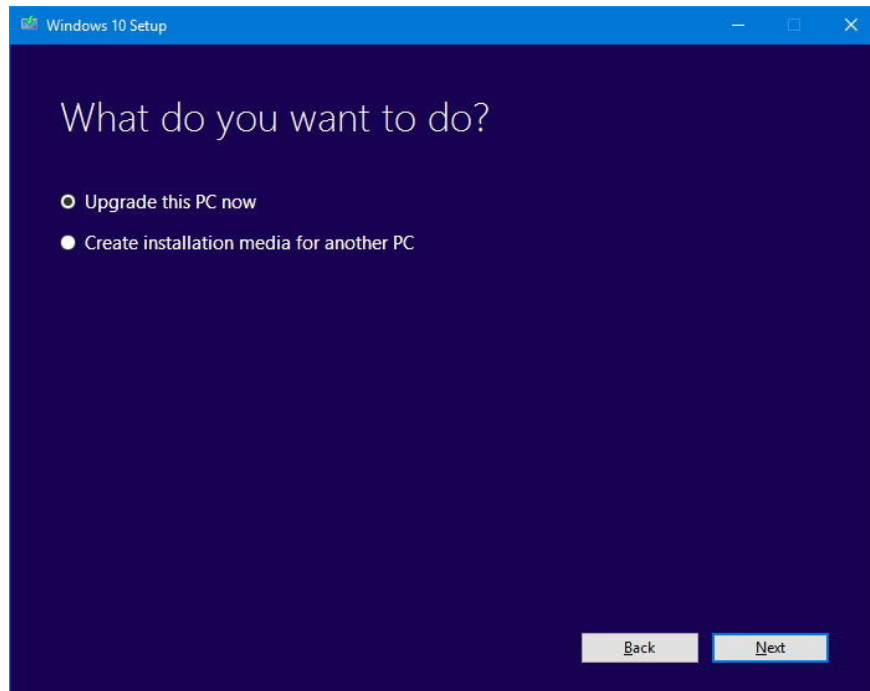 Windows 10 Setup
What do you want to do?
Upgrade this PC now
Create installation media for another PC
Back
Next